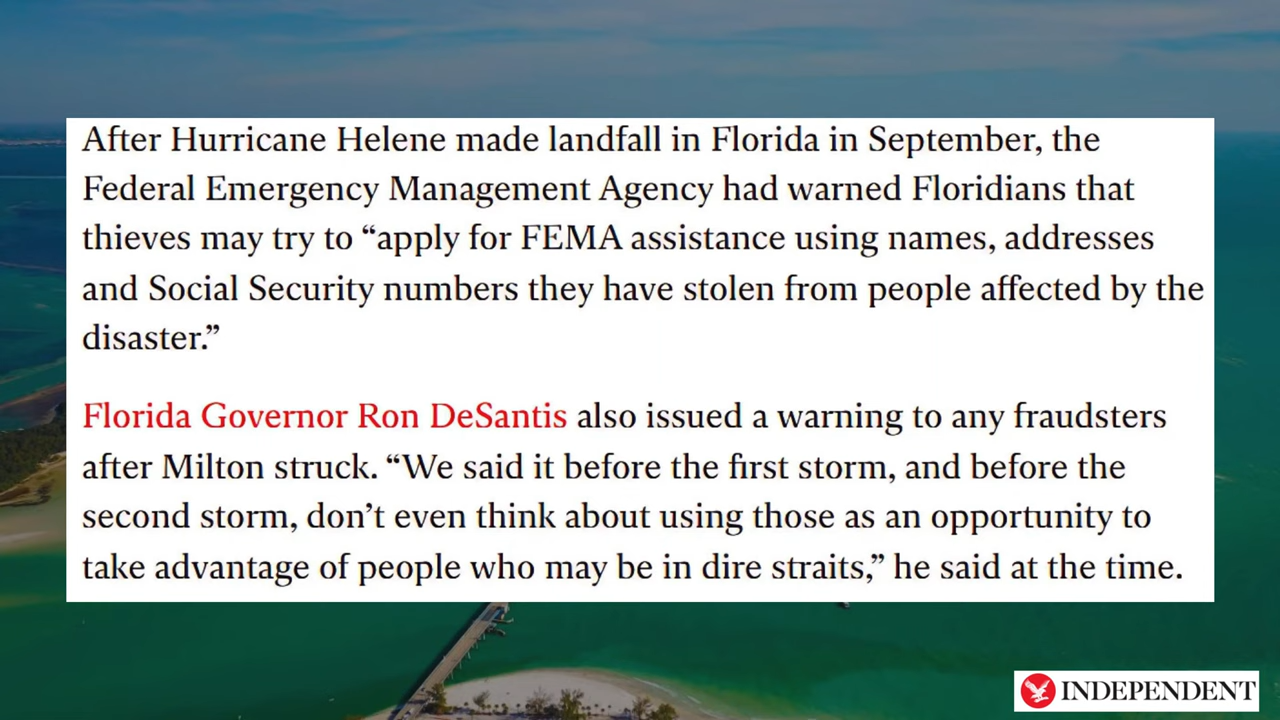 After Hurricane Helene made landfall in Florida in September, the
Federal Emergency Management Agency had warned Floridians that
thieves may try to “apply for FEMA assistance using names, addresses
and Social Security numbers they have stolen from people affected by the
disaster.”
Florida Governor Ron DeSantis also issued a warning to any fraudsters
after Milton struck. “We said it before the first storm, and before the
second storm, don’t even think about using those as an opportunity to
take advantage of people who may be in dire straits,” he said at the time.
INDEPENDENT